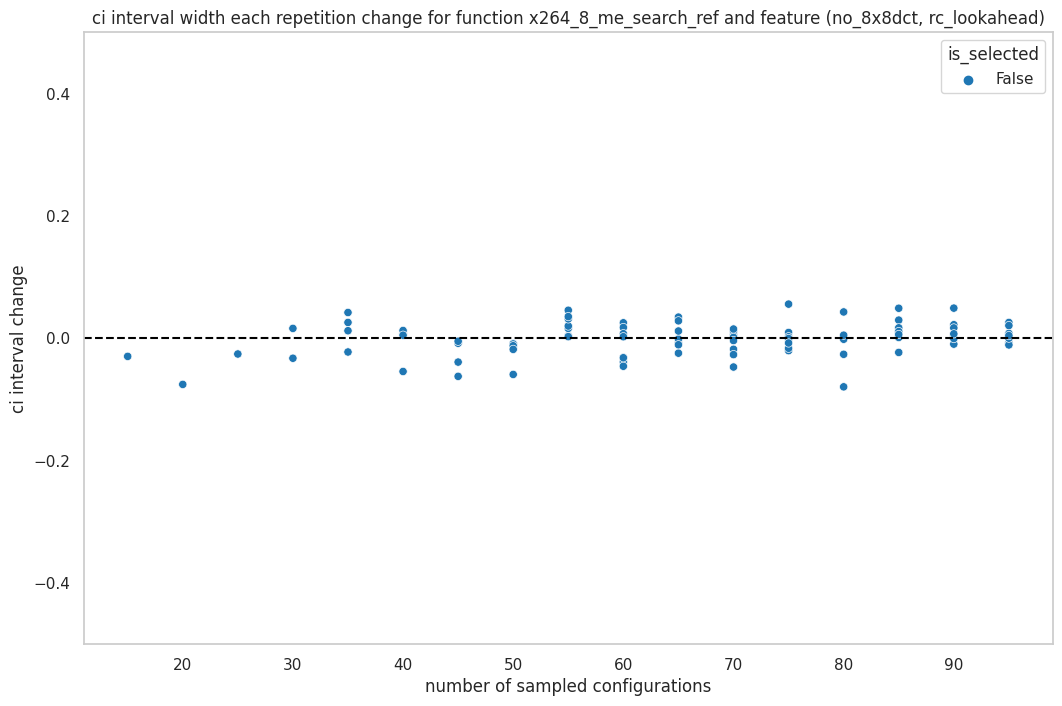 ci interval width each repetition change for function x264_8_me_search_ref and feature (no_8x8dct, rc_lookahead)
is_selected
False
ci interval change
0.4
0.2
0.0
−0.2
−0.4
20 30 40 50 60 70 80 90
number of sampled configurations